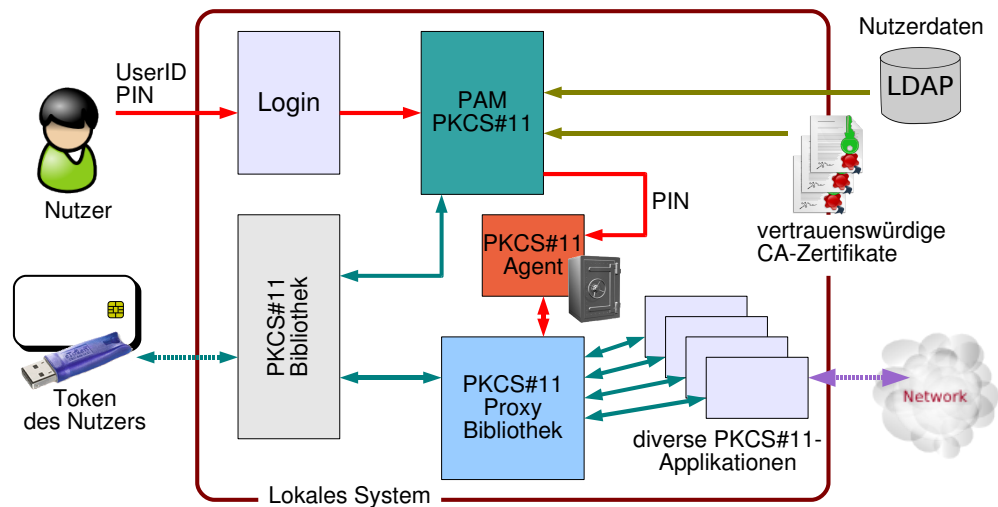 Nutzerdaten
LDAP
UserID
PIN
Login
PAM
PKCS#11
Nutzer
PIN
vertrauenswürdige
CA-Zertifikate
PKCS#11
Agent
PKCS#11
Bibliothek
Token
des Nutzers
PKCS#11
Proxy
Bibliothek
diverse PKCS#11-
Applikationen
Network
Lokales System